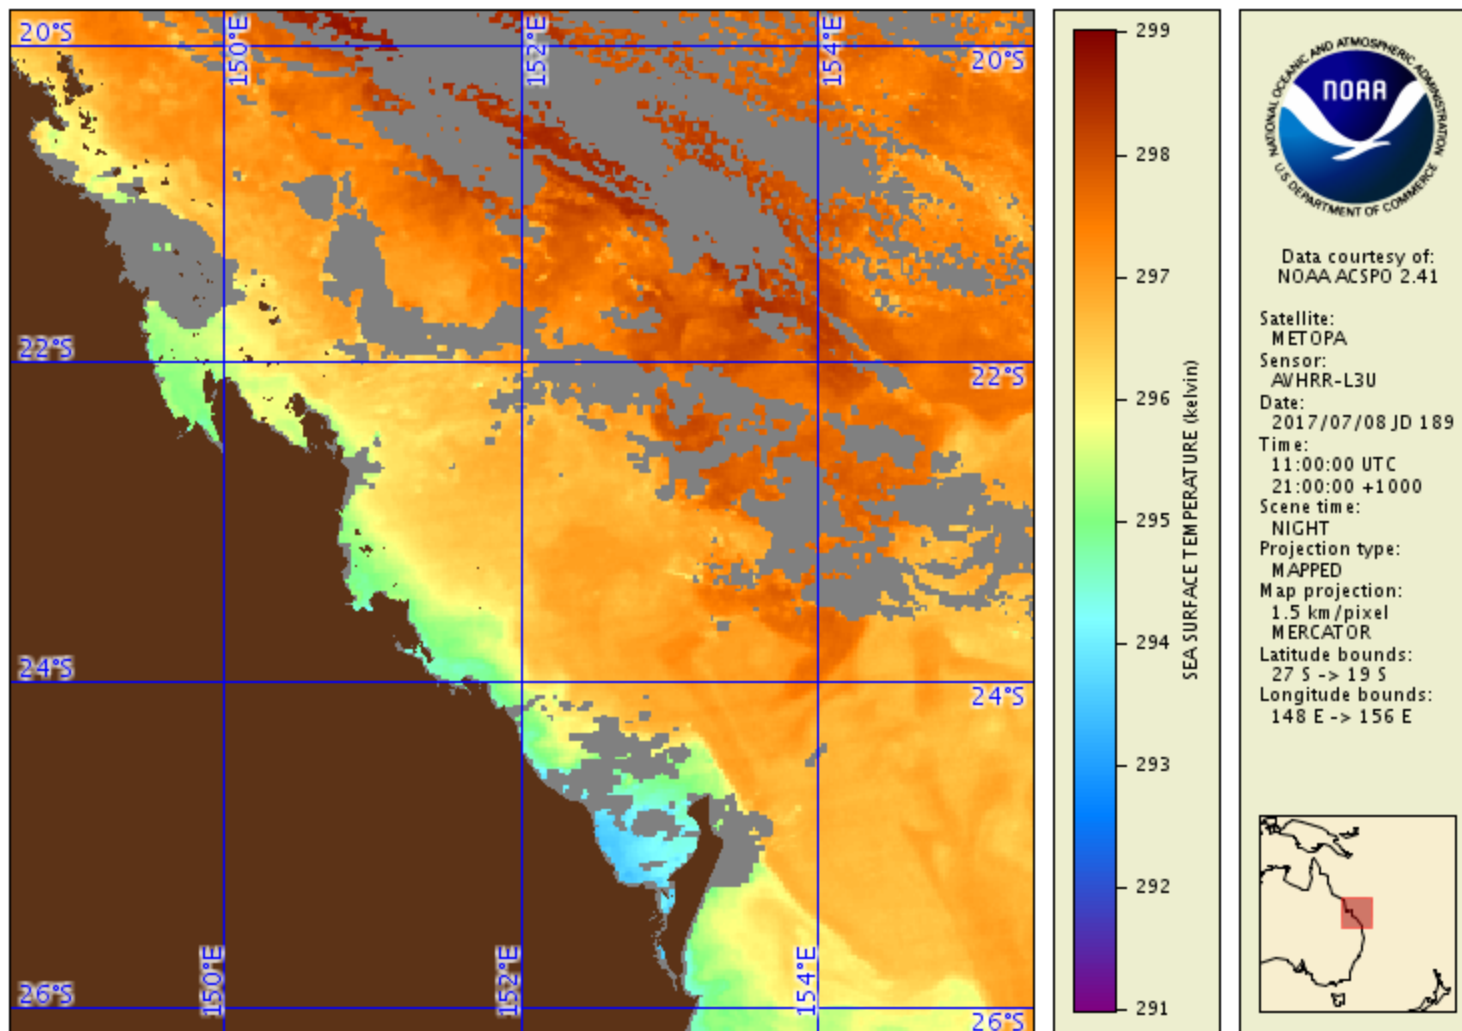 20°S
150°E
152°E
154°E
20°S
22°S
22°S
24°S
24°S
26°S
150°E
152°E
154°E
26°S
299
298
297
296
295
294
293
292
291
SEA SURFACE TEMPERATURE (kelvin)
NATIONAL OCEANIC AND ATMOSPHERIC ADMINISTRATION
NOAA
U.S. DEPARTMENT OF COMMERCE
Data courtesy of:
NOAA ACSPO 2.41
Satellite:
METOPA
Sensor:
AVHRR-L3U
Date:
2017/07/08 JD 189
Time:
11:00:00 UTC
21:00:00 +1000
Scene time:
NIGHT
Projection type:
MAPPED
Map projection:
1.5 km/pixel
MERCATOR
Latitude bounds:
27 S -> 19 S
Longitude bounds:
148 E -> 156 E